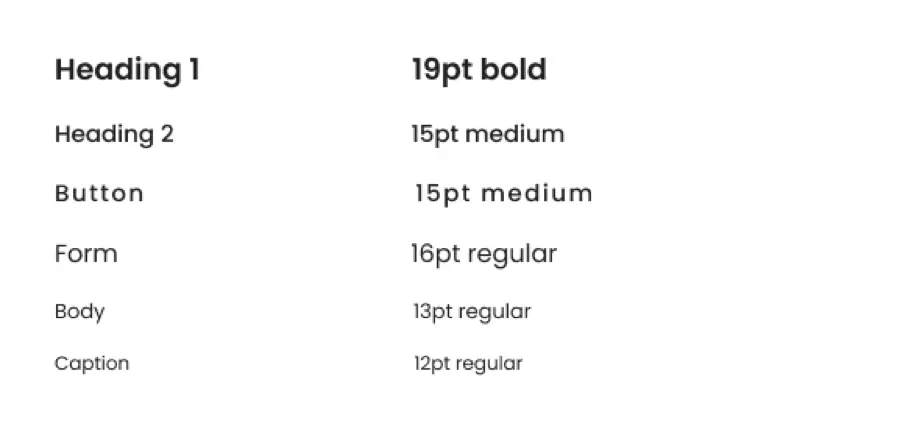 Heading 1 19pt bold
Heading 2 15pt medium
Button 15pt medium
Form 16pt regular
Body 13pt regular
Caption 12pt regular